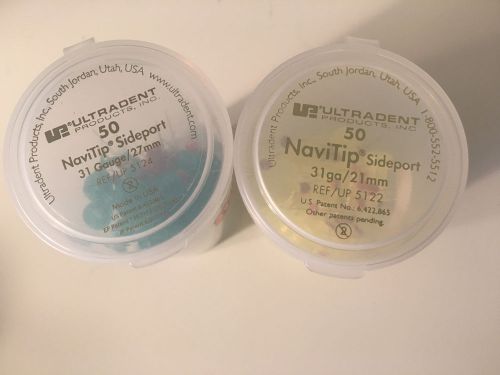 Ultradent Products, Inc., South Jordan, Utah, USA
www.ultradent.com
ULTRADENT
PRODUCTS, INC.
50
NaviTip® Sideport
31 Gauge/27mm
REF/UP 5124
Made in USA
Ultradent Products, Inc., South Jordan, Utah, USA 1-800-552-5512
ULTRADENT
PRODUCTS, INC.
50
NaviTip® Sideport
31ga/21mm
REF/UP 5122
U.S. Patent No.: 6,422,865
Other patents pending.